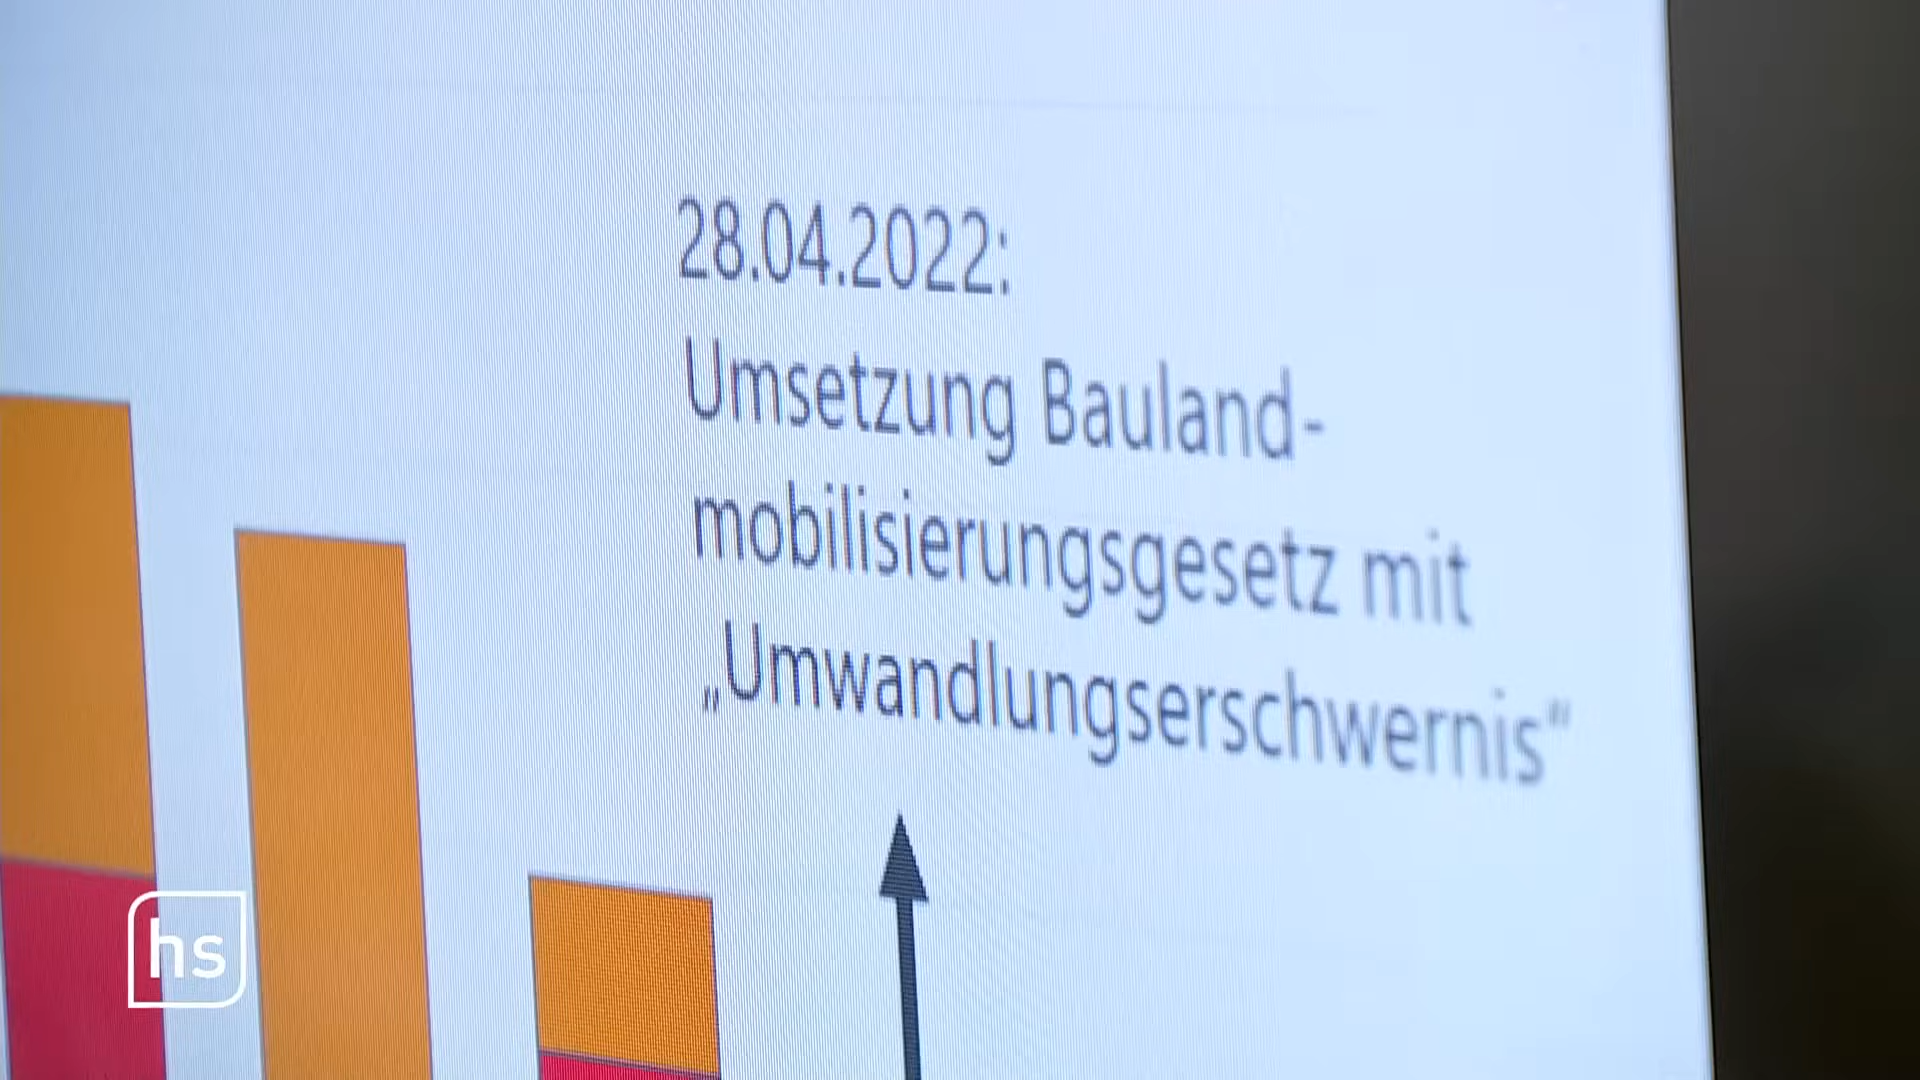 28.04.2022:
Umsetzung Bauland-
mobilisierungsgesetz mit
„Umwandlungserschwernis“
hs